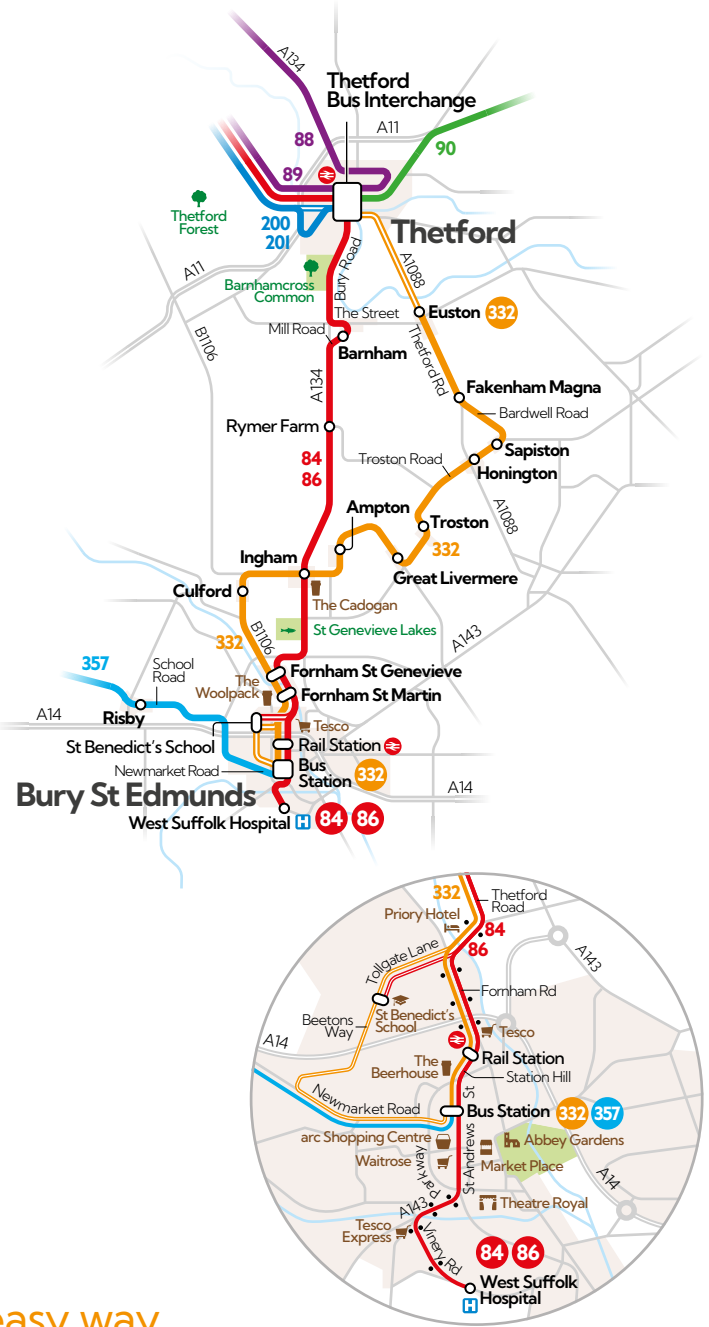 A134
Thetford
Bus Interchange
A11
88
90
89
Thetford
Forest
200
201
Thetford
A11
Bury Road
A1088
Barnhamcross
Common
The Street
Euston 332
B1106
Mill Road
Barnham
Thetford Rd
A134
Fakenham Magna
Bardwell Road
Rymer Farm
Sapiston
Troston Road
Honington
84
86
A1088
Ampton
Troston
332
Ingham
Great Livermere
Culford
The Cadogan
B1106
St Genevieve Lakes
332
A143
357
School
Road
Fornham St Genevieve
The
Woolpack
Fornham St Martin
A14
Risby
Tesco
St Benedict's School
Rail Station
Newmarket Road
Bus
Station 332
A14
Bury St Edmunds
West Suffolk Hospital H 84 86
332
Thetford
Road
Priory Hotel
84
86
A143
Tollgate Lane
Fornham Rd
Beetons
Way
St Benedict's
School
Tesco
A14
The
Beerhouse
Rail Station
Station Hill
Newmarket Road
Bus Station 332 357
St Andrews St
arc Shopping Centre
Abbey Gardens
Waitrose
Market Place
Parkway
A14
A143
Theatre Royal
Tesco
Express
Vinery Rd
84 86
West Suffolk
Hospital
H
easy way